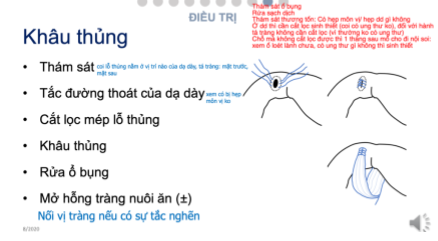 ĐIỀU TRỊ
Thám sát ổ bụng
Rửa sạch dịch
Thám sát thương tổn: Có hẹp môn vị/ hẹp dd gì không
Ở dd thì cần cắt lọc sinh thiết (coi có ung thư ko), đối với hành
tá tràng không cần cắt lọc (vì thường ko có ung thư)
Chỗ mà không cắt lọc được thì 1 tháng sau mổ cho đi nội soi:
xem ổ loét lành chưa, có ung thư gì không thì sinh thiết
Khâu thủng
• Thám sát coi lỗ thủng nằm ở vị trí nào của dạ dày, tá tràng: mặt trước,
mặt sau
• Tắc đường thoát của dạ dày xem có bị hẹp
môn vị ko
• Cắt lọc mép lỗ thủng
• Khâu thủng
• Rửa ổ bụng
• Mở hỗng tràng nuôi ăn (±)
Nối vị tràng nếu có sự tắc nghẽn
8/2020